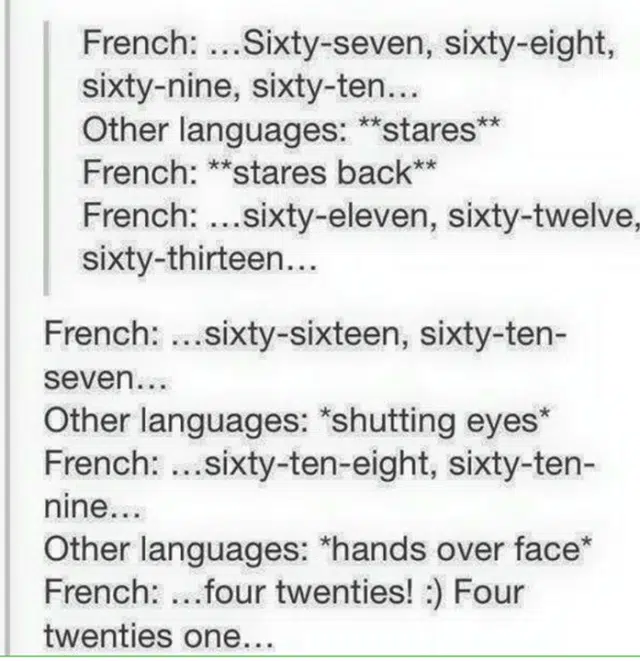 French: ...Sixty-seven, sixty-eight,
sixty-nine, sixty-ten...
Other languages: **stares**
French: **stares back**
French: ...sixty-eleven, sixty-twelve,
sixty-thirteen...
French: ...sixty-sixteen, sixty-ten-
seven...
Other languages: *shutting eyes*
French: ...sixty-ten-eight, sixty-ten-
nine...
Other languages: *hands over face*
French: ...four twenties! :) Four
twenties one...